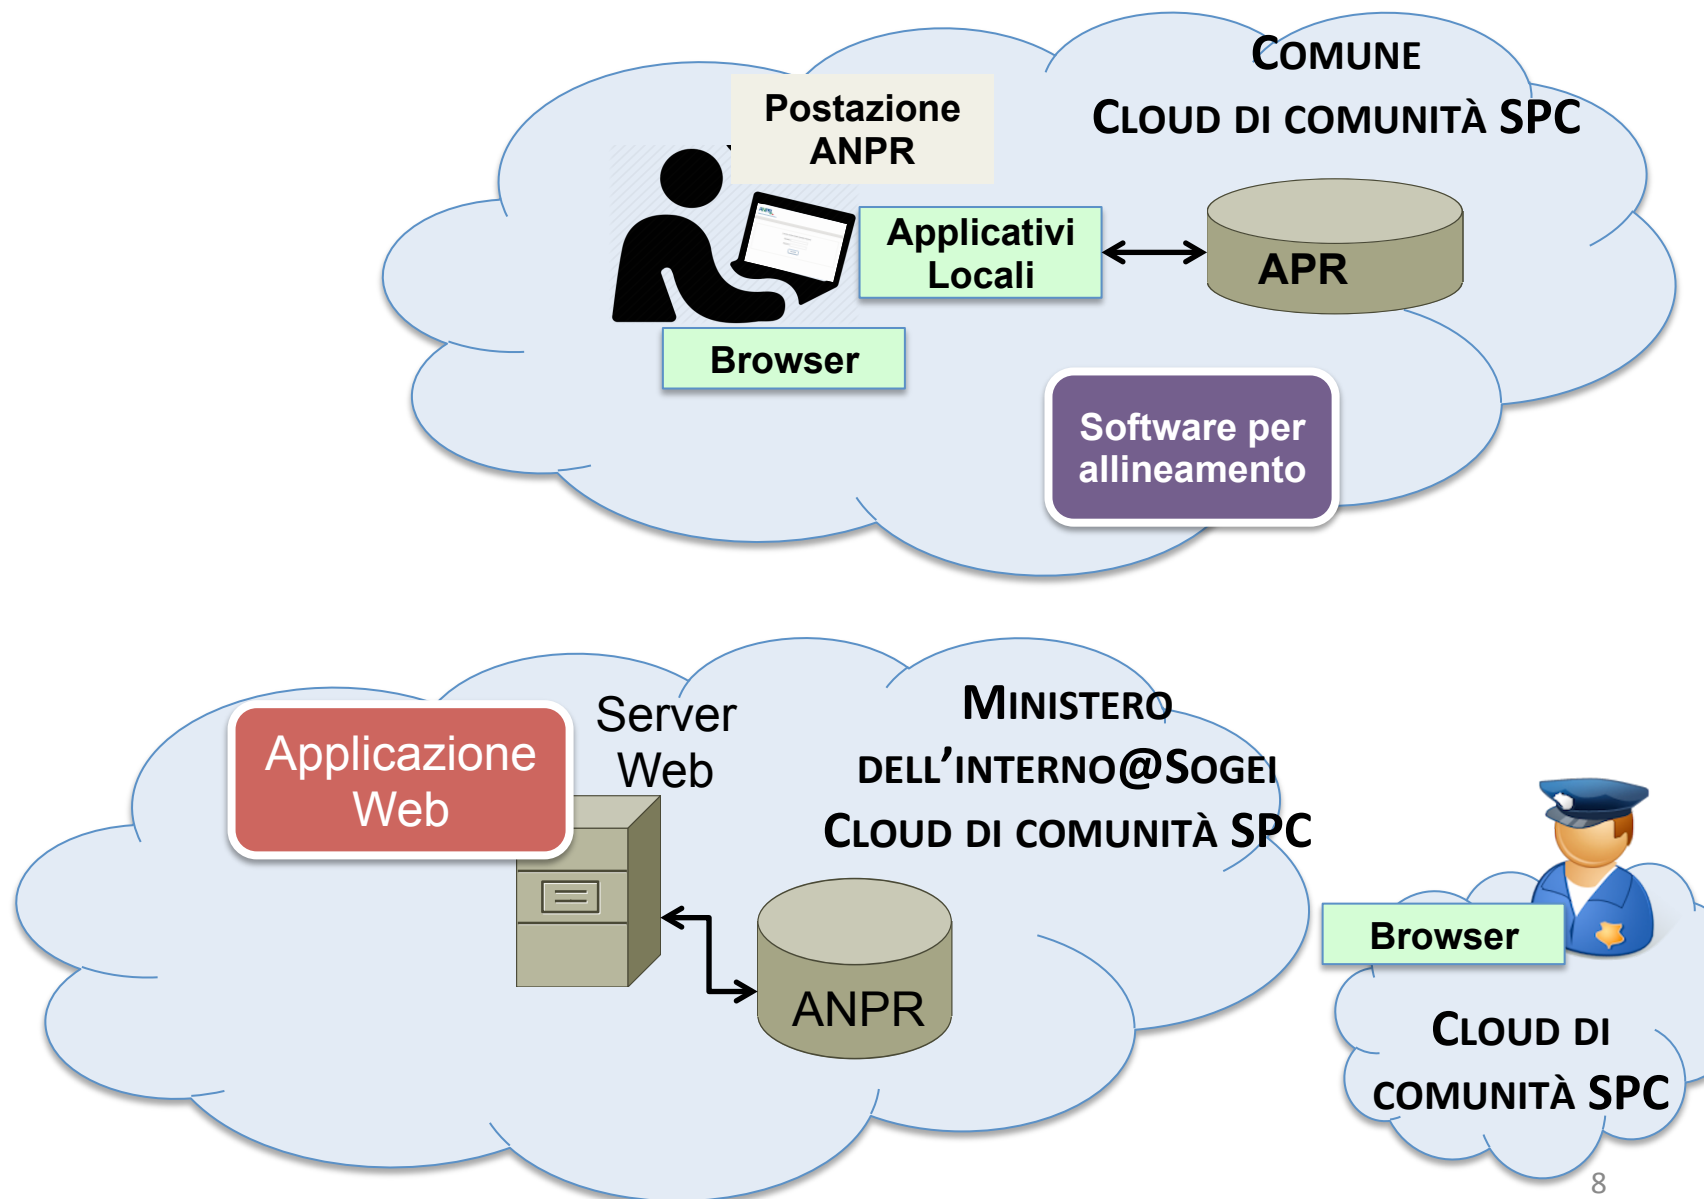 COMUNE
CLOUD DI COMUNITÀ SPC
Postazione
ANPR
Applicativi
Locali
APR
Browser
Software per
allineamento
Applicazione
Web
Server
Web
MINISTERO
DELL'INTERNO@SOGEI
CLOUD DI COMUNITÀ SPC
ANPR
Browser
CLOUD DI
COMUNITÀ SPC
8